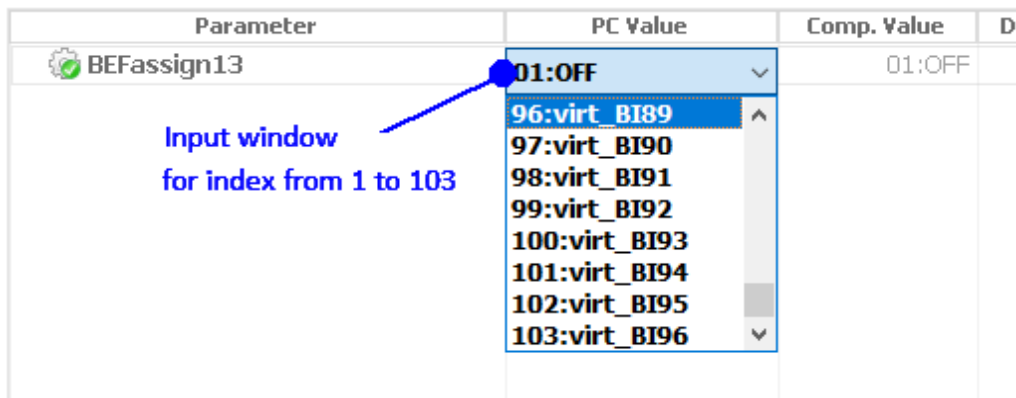 Parameter PC Value Comp. Value D
BEFassign13 01:OFF 01:OFF
96:virt_BI89
Input window 97:virt_BI90
for index from 1 to 103 98:virt_BI91
99:virt_BI92
100:virt_BI93
101:virt_BI94
102:virt_BI95
103:virt_BI96